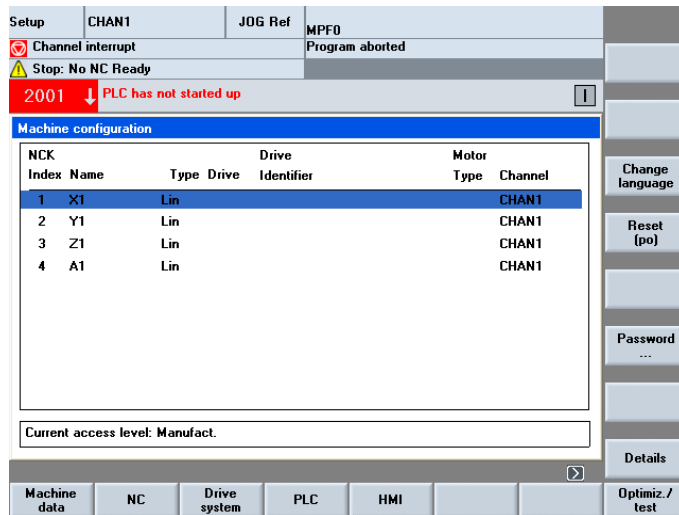 Setup CHAN1 JOG Ref MPF0
Channel interrupt Program aborted
Stop: No NC Ready
2001 ↓ PLC has not started up
Machine configuration
NCK Drive Motor
Index Name Type Drive Identifier Type Channel
1 X1 Lin CHAN1
2 Y1 Lin CHAN1
3 Z1 Lin CHAN1
4 A1 Lin CHAN1
Current access level: Manufact.
Change
language
Reset
(po)
Password
...
Details
Machine
data
NC
Drive
system
PLC
HMI
Optimiz./
test